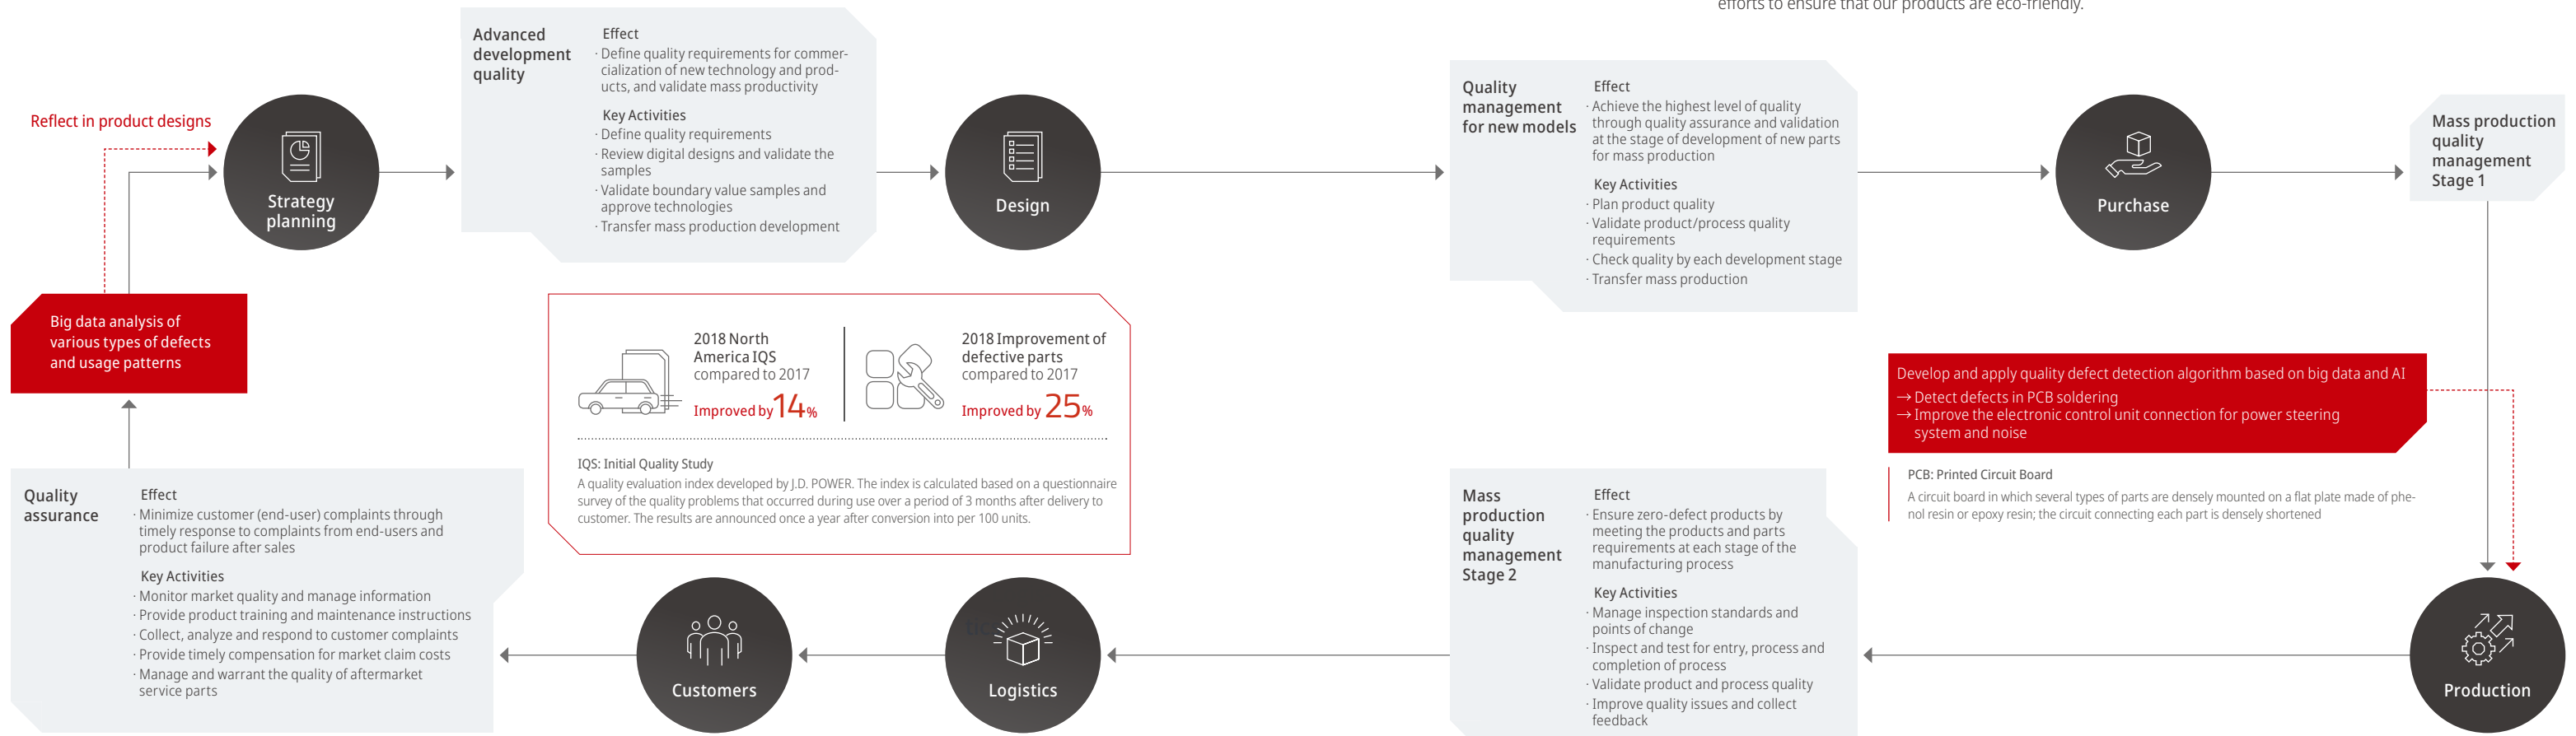 efforts to ensure that our products are eco-friendly.
Reflect in product designs
Strategy
planning
Advanced
development
quality
Effect
· Define quality requirements for commer-
cialization of new technology and prod-
ucts, and validate mass productivity
Key Activities
· Define quality requirements
· Review digital designs and validate the
samples
· Validate boundary value samples and
approve technologies
· Transfer mass production development
Design
Quality
management
for new models
Effect
· Achieve the highest level of quality
through quality assurance and validation
at the stage of development of new parts
for mass production
Key Activities
· Plan product quality
· Validate product/process quality
requirements
· Check quality by each development stage
· Transfer mass production
Purchase
Mass production
quality
management
Stage 1
Big data analysis of
various types of defects
and usage patterns
2018 North
America IQS
compared to 2017
Improved by 14%
2018 Improvement of
defective parts
compared to 2017
Improved by 25%
IQS: Initial Quality Study
A quality evaluation index developed by J.D. POWER. The index is calculated based on a questionnaire
survey of the quality problems that occurred during use over a period of 3 months after delivery to
customer. The results are announced once a year after conversion into per 100 units.
Develop and apply quality defect detection algorithm based on big data and AI
→ Detect defects in PCB soldering
→ Improve the electronic control unit connection for power steering
system and noise
PCB: Printed Circuit Board
A circuit board in which several types of parts are densely mounted on a flat plate made of phe-
nol resin or epoxy resin; the circuit connecting each part is densely shortened
Production
Mass
production
quality
management
Stage 2
Effect
· Ensure zero-defect products by
meeting the products and parts
requirements at each stage of the
manufacturing process
Key Activities
· Manage inspection standards and
points of change
· Inspect and test for entry, process and
completion of process
· Validate product and process quality
· Improve quality issues and collect
feedback
Logistics
Customers
Quality
assurance
Effect
· Minimize customer (end-user) complaints through
timely response to complaints from end-users and
product failure after sales
Key Activities
· Monitor market quality and manage information
· Provide product training and maintenance instructions
· Collect, analyze and respond to customer complaints
· Provide timely compensation for market claim costs
· Manage and warrant the quality of aftermarket
service parts